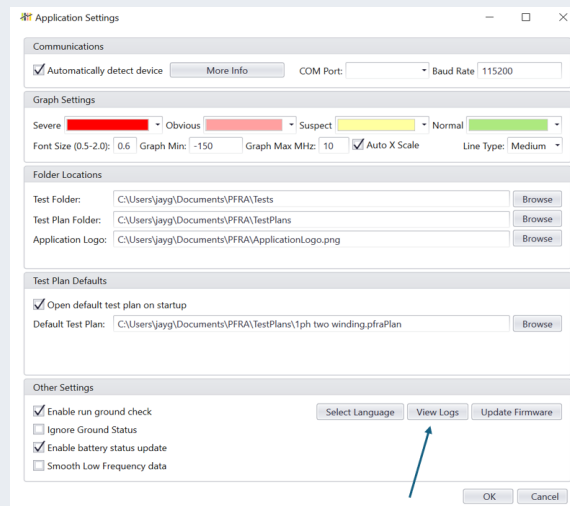 Application Settings
Communications
Automatically detect device More Info COM Port: Baud Rate 115200
Graph Settings
Severe Obvious Suspect Normal
Font Size (0.5-2.0): 0.6 Graph Min: -150 Graph Max MHz: 10 Auto X Scale Line Type: Medium
Folder Locations
Test Folder: C:\Users\jayg\Documents\PFRA\Tests Browse
Test Plan Folder: C:\Users\jayg\Documents\PFRA\TestPlans Browse
Application Logo: C:\Users\jayg\Documents\PFRA\ApplicationLogo.png Browse
Test Plan Defaults
Open default test plan on startup
Default Test Plan: C:\Users\jayg\Documents\PFRA\TestPlans\1ph two winding.pfraPlan Browse
Other Settings
Enable run ground check Select Language View Logs Update Firmware
Ignore Ground Status
Enable battery status update
Smooth Low Frequency data
OK Cancel